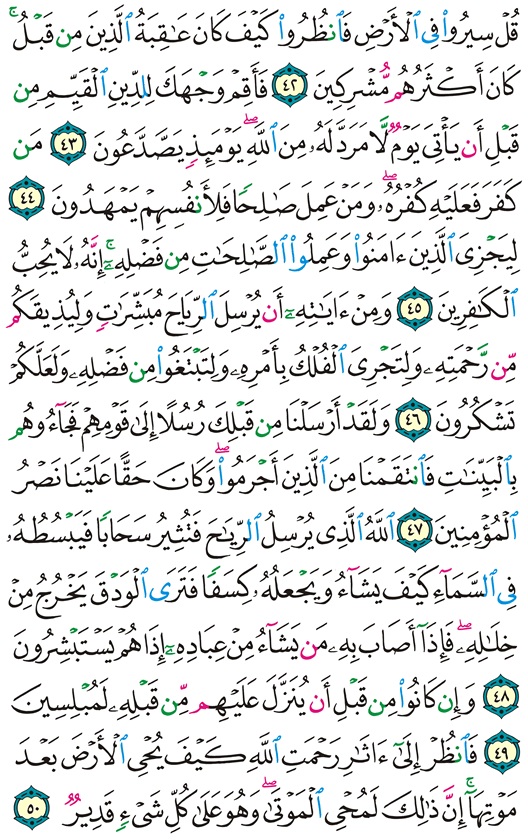 قُلۡ سِيرُواْ فِي ٱلۡأَرۡضِ فَٱنظُرُواْ كَيۡفَ كَانَ عَٰقِبَةُ ٱلَّذِينَ مِن قَبۡلُۚ
كَانَ أَكۡثَرُهُم مُّشۡرِكِينَ ٤٢ فَأَقِمۡ وَجۡهَكَ لِلدِّينِ ٱلۡقَيِّمِ مِن
قَبۡلِ أَن يَأۡتِيَ يَوۡمٞ لَّا مَرَدَّ لَهُۥ مِنَ ٱللَّهِۖ يَوۡمَئِذٖ يَصَّدَّعُونَ ٤٣ مَن
كَفَرَ فَعَلَيۡهِ كُفۡرُهُۥۖ وَمَنۡ عَمِلَ صَٰلِحٗا فَلِأَنفُسِهِمۡ يَمۡهَدُونَ ٤٤
لِيَجۡزِيَ ٱلَّذِينَ ءَامَنُواْ وَعَمِلُواْ ٱلصَّٰلِحَٰتِ مِن فَضۡلِهِۦٓۚ إِنَّهُۥ لَا يُحِبُّ
ٱلۡكَٰفِرِينَ ٤٥ وَمِنۡ ءَايَٰتِهِۦٓ أَن يُرۡسِلَ ٱلرِّيَاحَ مُبَشِّرَٰتٖ وَلِيُذِيقَكُم
مِّن رَّحۡمَتِهِۦ وَلِتَجۡرِيَ ٱلۡفُلۡكُ بِأَمۡرِهِۦ وَلِتَبۡتَغُواْ مِن فَضۡلِهِۦ وَلَعَلَّكُمۡ
تَشۡكُرُونَ ٤٦ وَلَقَدۡ أَرۡسَلۡنَا مِن قَبۡلِكَ رُسُلًا إِلَىٰ قَوۡمِهِمۡ فَجَآءُوهُم
بِٱلۡبَيِّنَٰتِ فَٱنتَقَمۡنَا مِنَ ٱلَّذِينَ أَجۡرَمُواْۖ وَكَانَ حَقًّا عَلَيۡنَا نَصۡرُ
ٱلۡمُؤۡمِنِينَ ٤٧ ٱللَّهُ ٱلَّذِي يُرۡسِلُ ٱلرِّيَٰحَ فَتُثِيرُ سَحَابٗا فَيَبۡسُطُهُۥ
فِي ٱلسَّمَآءِ كَيۡفَ يَشَآءُ وَيَجۡعَلُهُۥ كِسَفٗا فَتَرَى ٱلۡوَدۡقَ يَخۡرُجُ مِنۡ
خِلَٰلِهِۦۖ فَإِذَآ أَصَابَ بِهِۦ مَن يَشَآءُ مِنۡ عِبَادِهِۦٓ إِذَا هُمۡ يَسۡتَبۡشِرُونَ
٤٨ وَإِن كَانُواْ مِن قَبۡلِ أَن يُنَزَّلَ عَلَيۡهِم مِّن قَبۡلِهِۦ لَمُبۡلِسِينَ
٤٩ فَٱنظُرۡ إِلَىٰٓ ءَاثَٰرِ رَحۡمَتِ ٱللَّهِ كَيۡفَ يُحۡيِ ٱلۡأَرۡضَ بَعۡدَ
مَوۡتِهَآۚ إِنَّ ذَٰلِكَ لَمُحۡيِ ٱلۡمَوۡتَىٰۖ وَهُوَ عَلَىٰ كُلِّ شَيۡءٖ قَدِيرٞ ٥٠